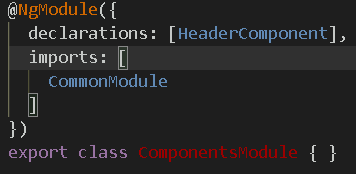 @NgModule({
declarations: [HeaderComponent],
imports: [
CommonModule
]
})
export class ComponentsModule { }